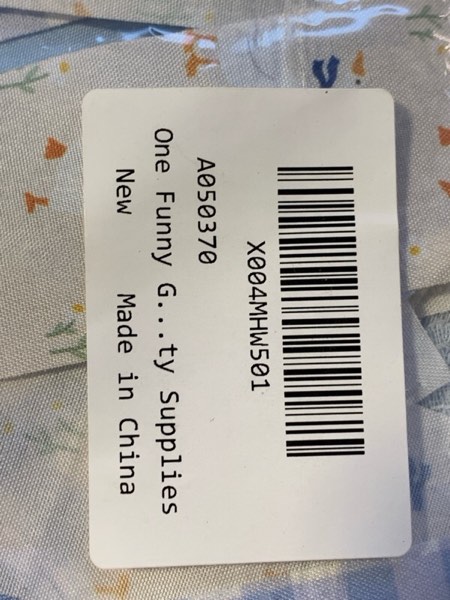 X004MHW501
A050370
One Funny G...ty Supplies
New Made in China